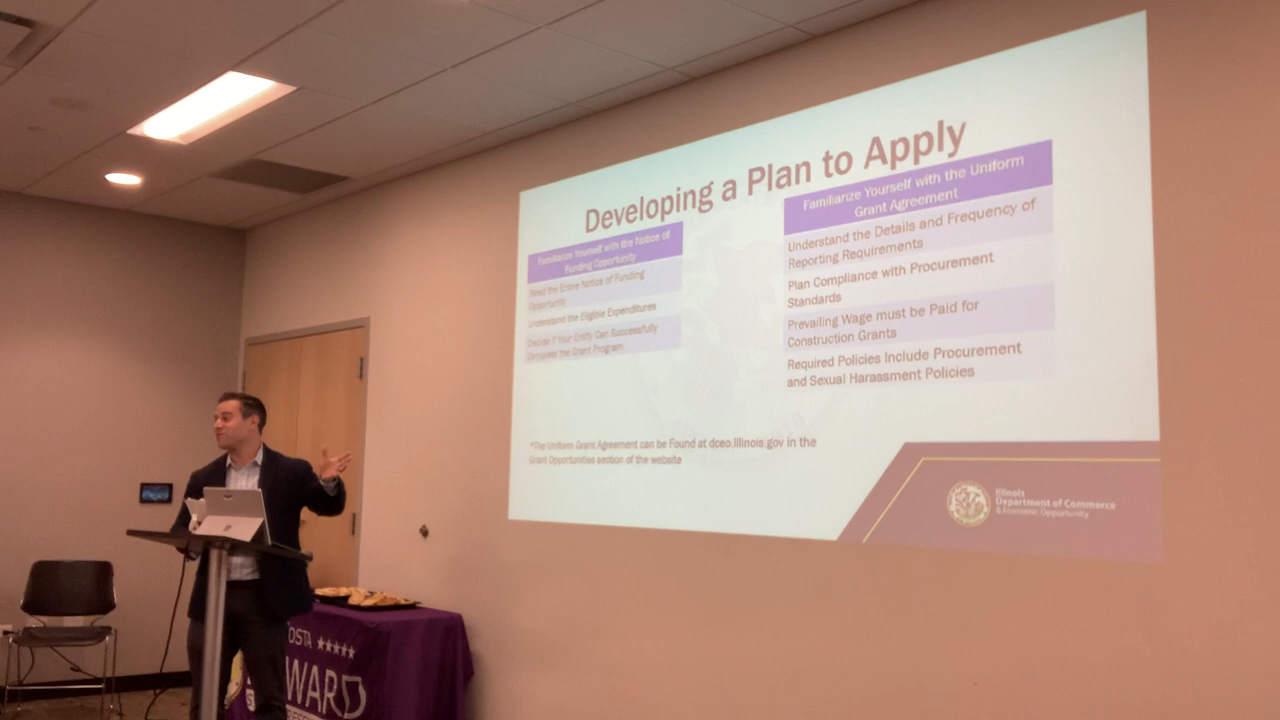 Developing a Plan to Apply
Familiarize Yourself with the Notice of
Funding Opportunity
Read the Entire Notice of Funding
Opportunity
Understand the Eligible Expenditures
Decide if Your Entity Can Successfully
Complete the Grant Program
Familiarize Yourself with the Uniform
Grant Agreement
Understand the Details and Frequency of
Reporting Requirements
Plan Compliance with Procurement
Standards
Prevailing Wage must be Paid for
Construction Grants
Required Policies Include Procurement
and Sexual Harassment Policies
*The Uniform Grant Agreement can be Found at dceo.Illinois.gov in the
Grant Opportunities section of the website
Illinois
Department of Commerce
& Economic Opportunity
OSTA
WARD